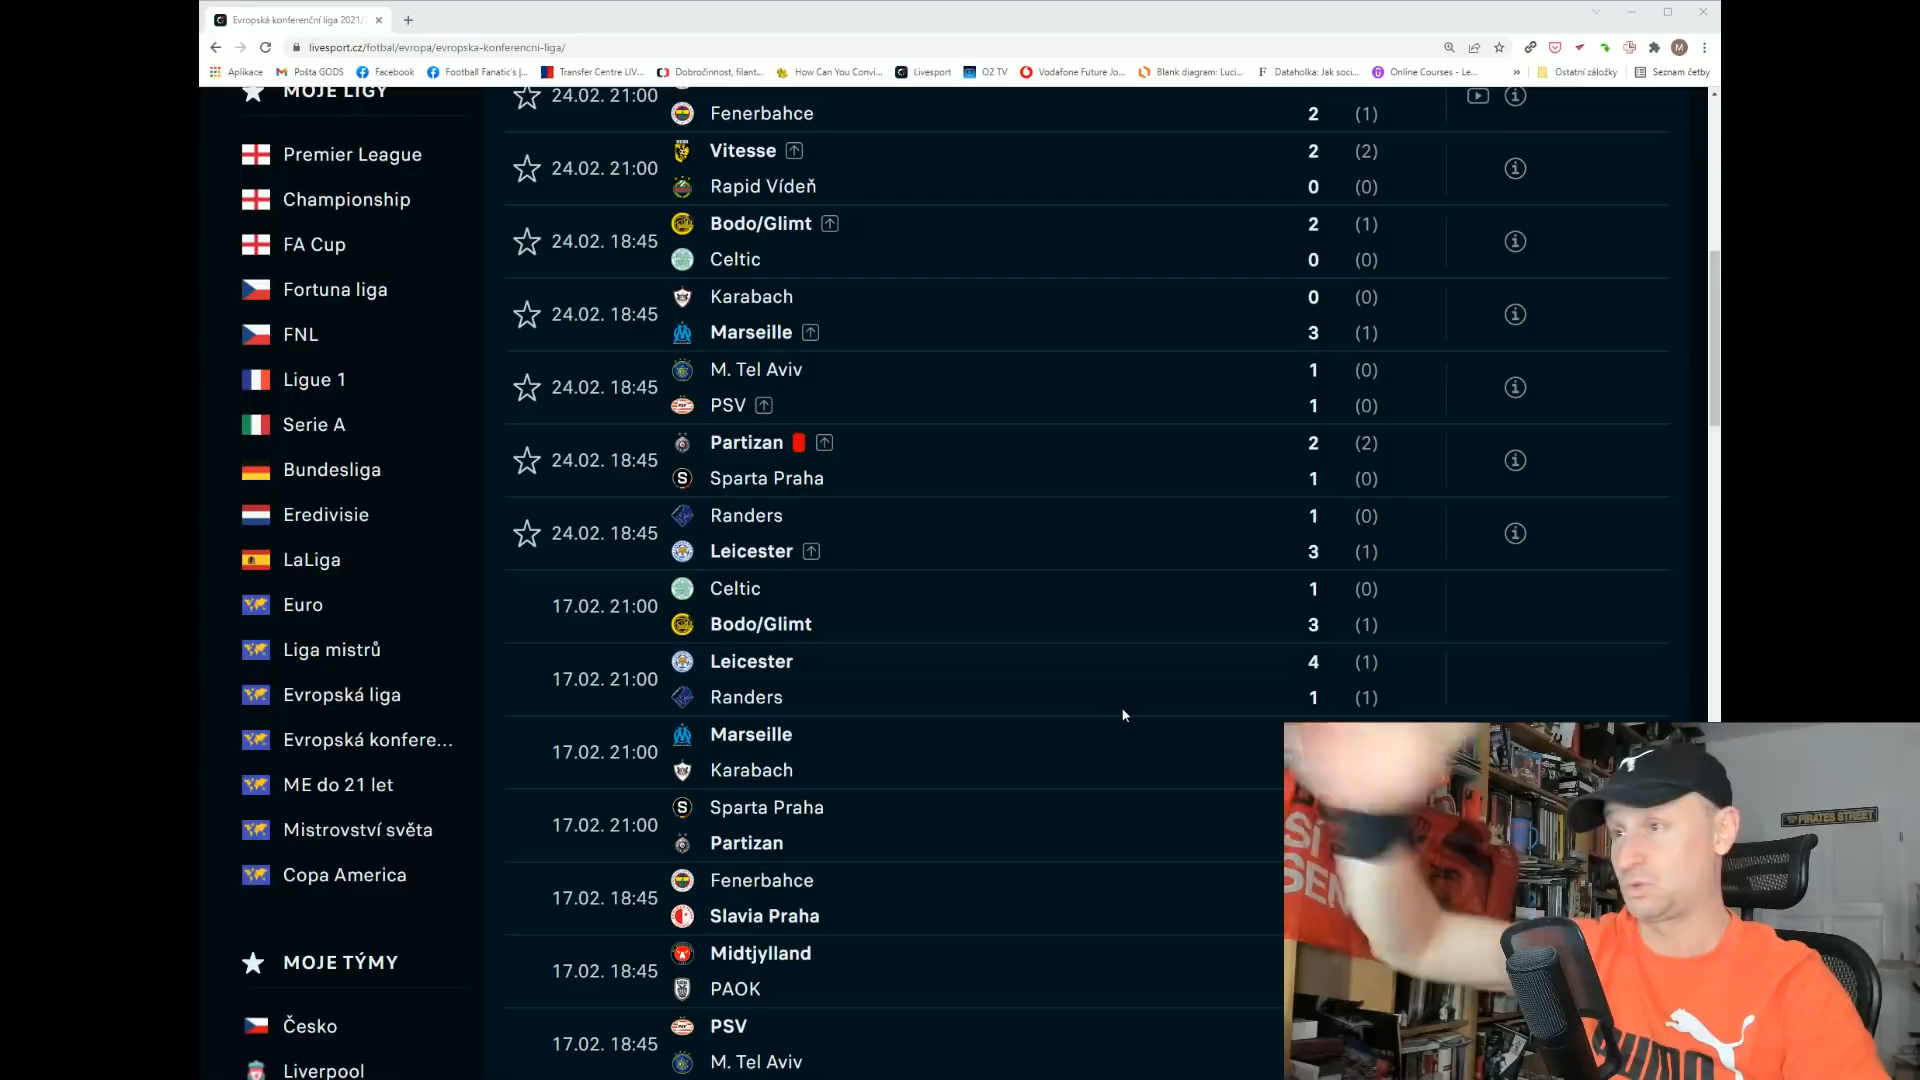 Evropská konferenční liga 2021/
livesport.cz/fotbal/evropa/evropska-konferencni-liga/
M
Aplikace
Pošta GODS
Facebook
Football Fanatic's |...
Transfer Centre LIV...
Dobročinnost, filant...
How Can You Convi...
Livesport
O2 TV
Vodafone Future Jo...
Blank diagram: Luci...
Dataholka: Jak soci...
Online Courses - Le...
»
Ostatní záložky
Seznam četby
MOJE LIGY
Premier League
Championship
FA Cup
Fortuna liga
FNL
Ligue 1
Serie A
Bundesliga
Eredivisie
LaLiga
Euro
Liga mistrů
Evropská liga
Evropská konfere...
ME do 21 let
Mistrovství světa
Copa America
MOJE TÝMY
Česko
Liverpool
24.02. 21:00
Fenerbahce 2 (1)
24.02. 21:00
Vitesse 2 (2)
Rapid Vídeň 0 (0)
24.02. 18:45
Bodo/Glimt 2 (1)
Celtic 0 (0)
24.02. 18:45
Karabach 0 (0)
Marseille 3 (1)
24.02. 18:45
M. Tel Aviv 1 (0)
PSV 1 (0)
24.02. 18:45
Partizan 2 (2)
Sparta Praha 1 (0)
24.02. 18:45
Randers 1 (0)
Leicester 3 (1)
17.02. 21:00
Celtic 1 (0)
Bodo/Glimt 3 (1)
17.02. 21:00
Leicester 4 (1)
Randers 1 (1)
17.02. 21:00
Marseille
Karabach
17.02. 21:00
Sparta Praha
Partizan
17.02. 18:45
Fenerbahce
Slavia Praha
17.02. 18:45
Midtjylland
PAOK
17.02. 18:45
PSV
M. Tel Aviv
PIRATES STREET